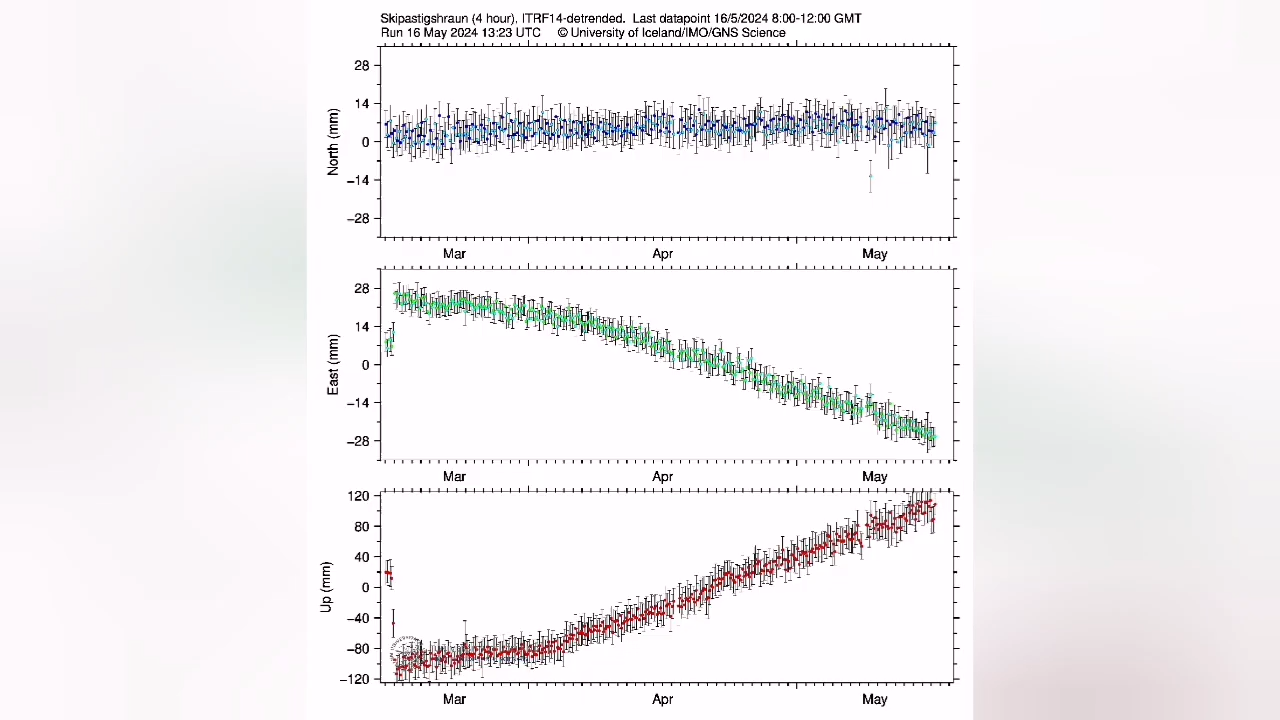 Skipastigshraun (4 hour), ITRF14-detrended. Last datapoint 16/5/2024 8:00-12:00 GMT
Run 16 May 2024 13:23 UTC © University of Iceland/IMO/GNS Science
28
14
0
−14
−28
North (mm)
Mar Apr May
28
14
0
−14
−28
East (mm)
Mar Apr May
120
80
40
0
−40
−80
−120
Up (mm)
Mar Apr May